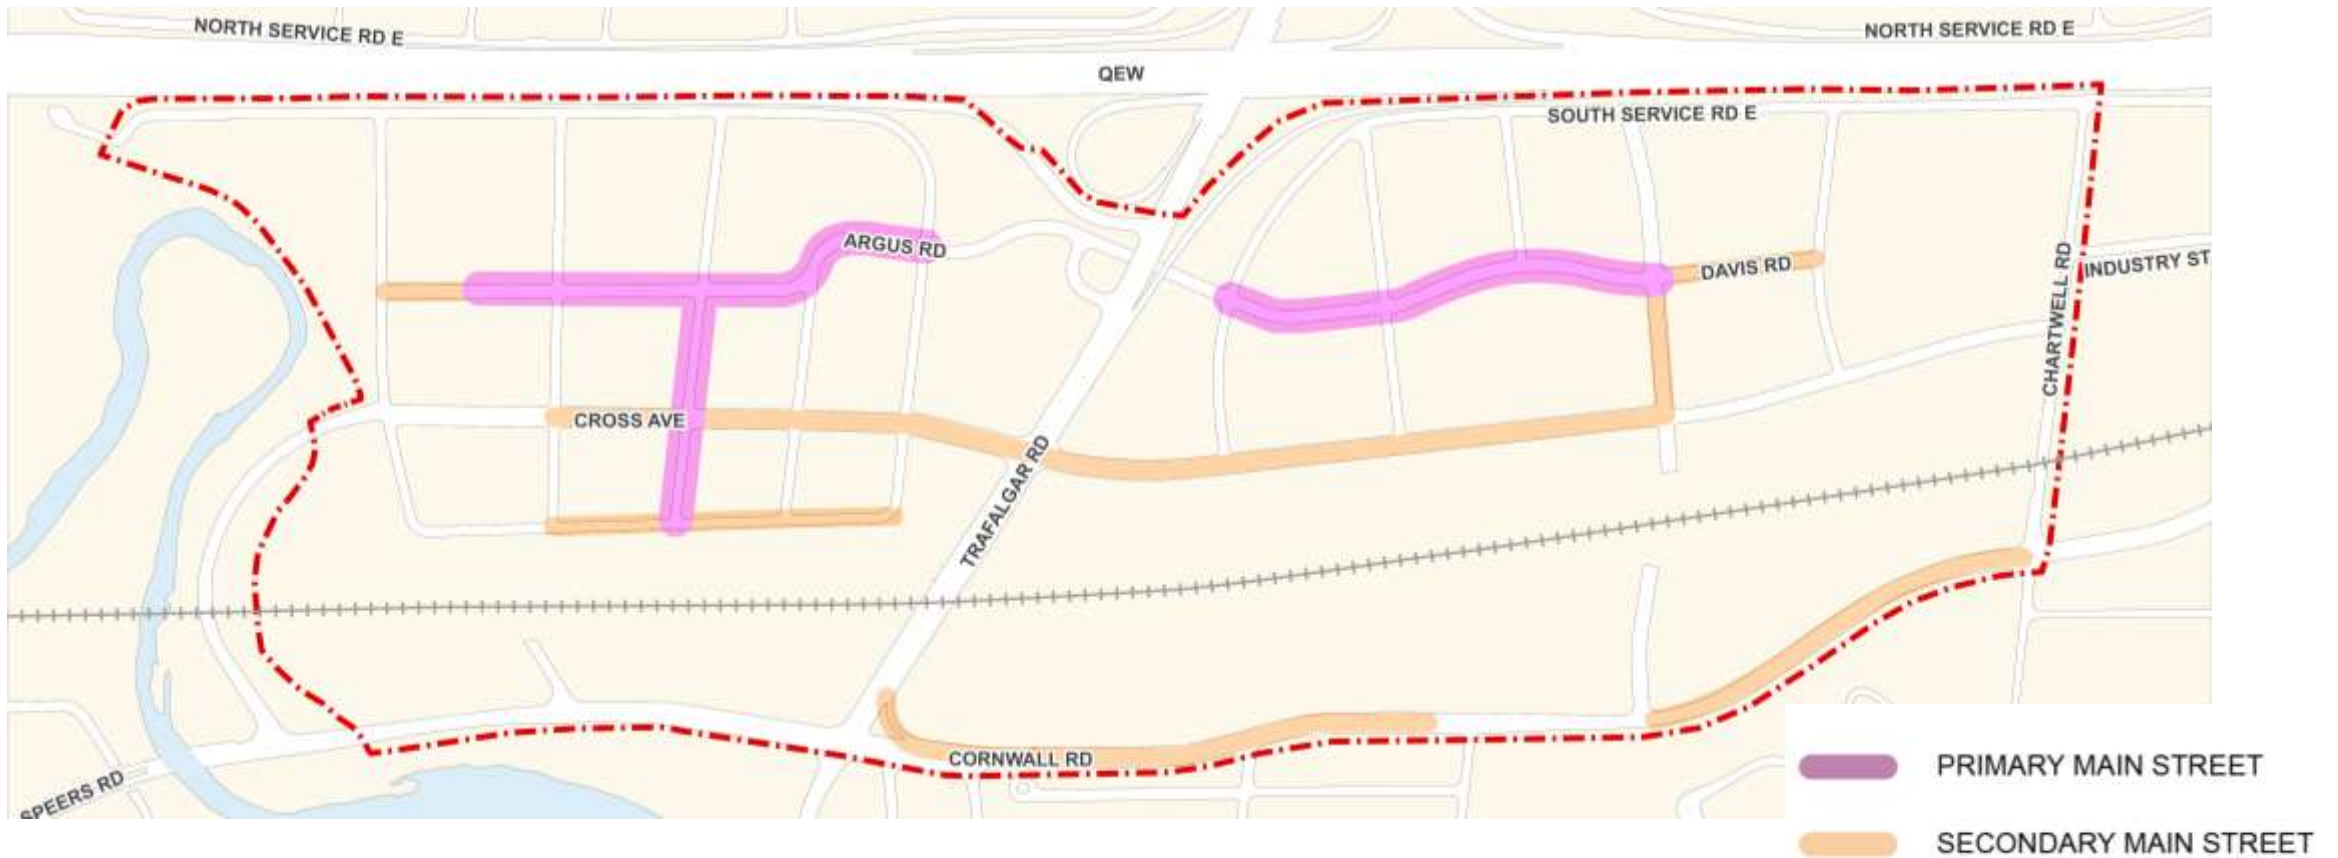 NORTH SERVICE RD E
NORTH SERVICE RD E
QEW
SOUTH SERVICE RD E
ARGUS RD
DAVIS RD
INDUSTRY ST
CHARTWELL RD
CROSS AVE
TRAFALGAR RD
CORNWALL RD
SPEERS RD
PRIMARY MAIN STREET
SECONDARY MAIN STREET